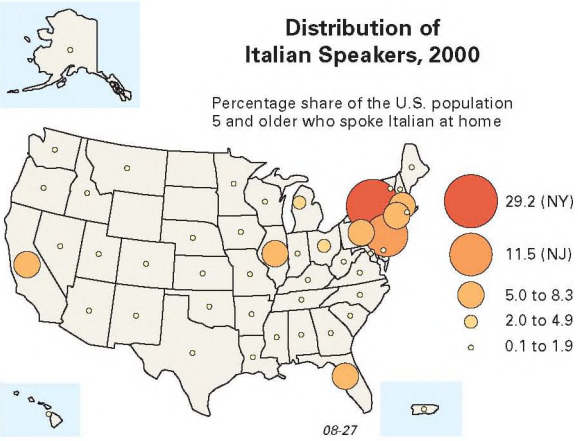 Distribution of
Italian Speakers, 2000
Percentage share of the U.S. population
5 and older who spoke Italian at home
29.2 (NY)
11.5 (NJ)
5.0 to 8.3
2.0 to 4.9
0.1 to 1.9
08-27